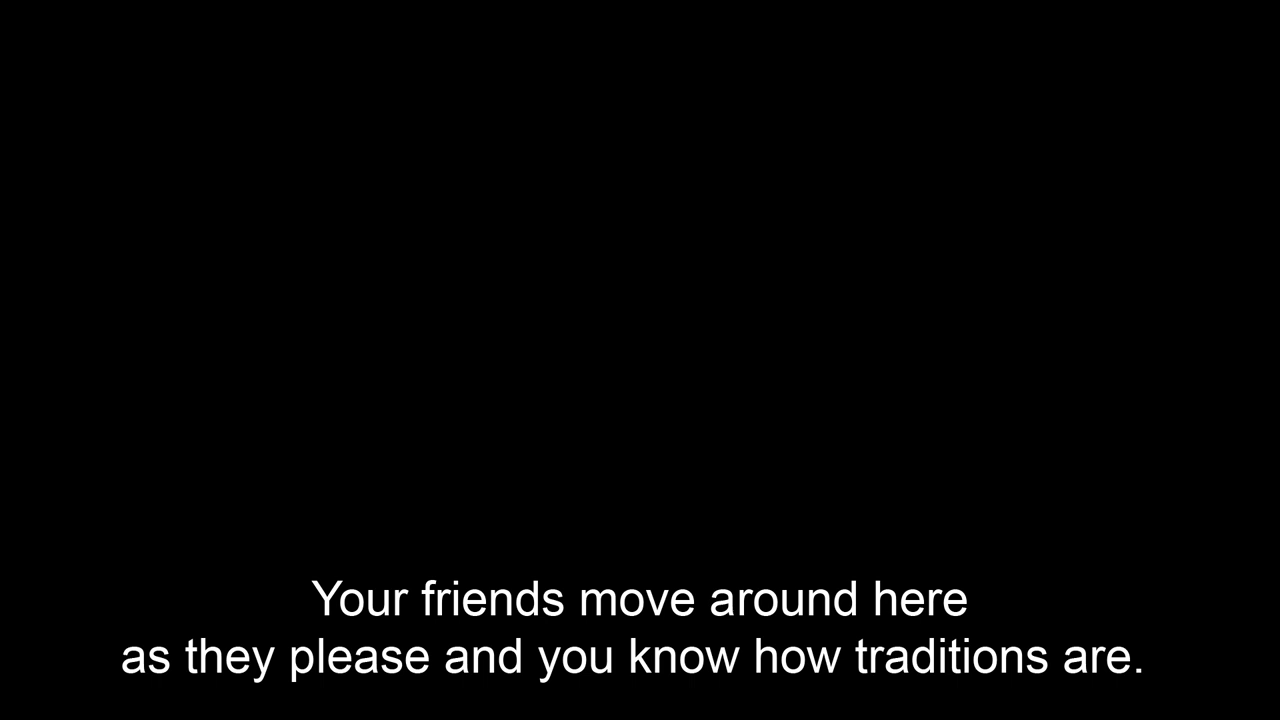 Your friends move around here
as they please and you know how traditions are.